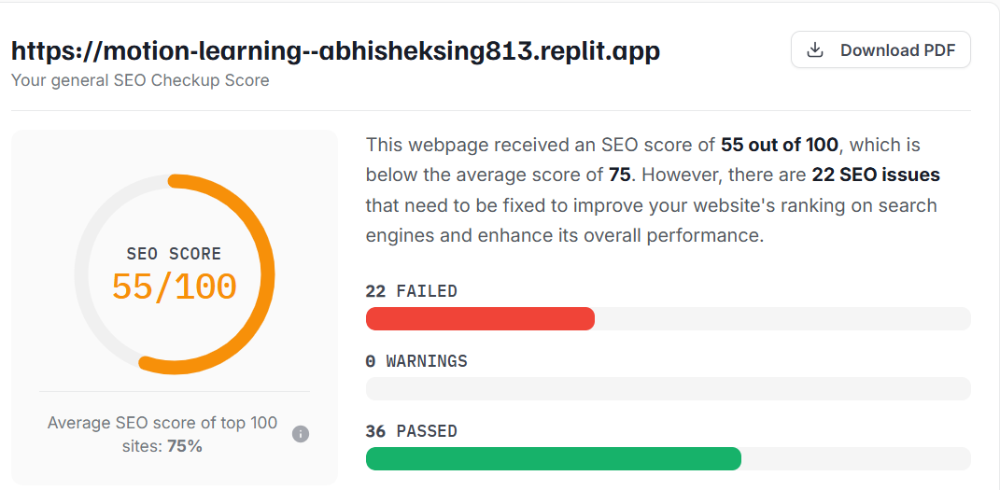 https://motion-learning--abhisheksing813.replit.app
Download PDF
Your general SEO Checkup Score
SEO SCORE
55/100
Average SEO score of top 100
sites: 75%
This webpage received an SEO score of 55 out of 100, which is
below the average score of 75. However, there are 22 SEO issues
that need to be fixed to improve your website's ranking on search
engines and enhance its overall performance.
22 FAILED
0 WARNINGS
36 PASSED